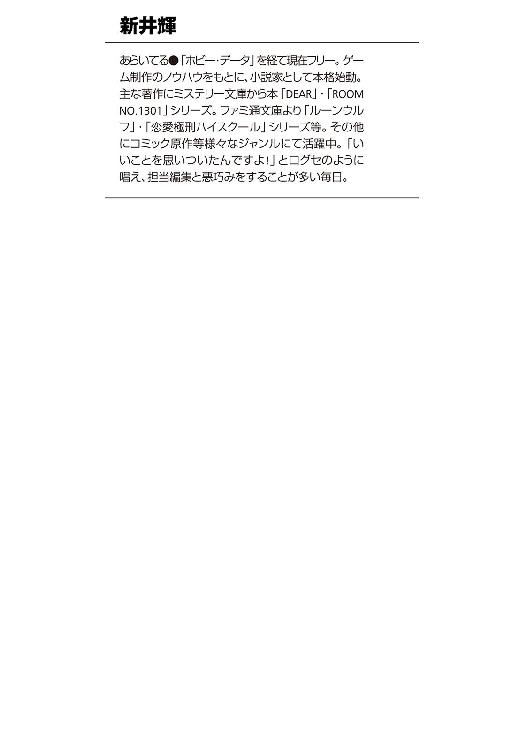 新井輝
あらいてる●「ホビー・データ」を経て現在フリー。ゲー
ム制作のノウハウをもとに、小説家として本格始動。
主な著作にミステリー文庫から本「DEAR」・「ROOM
NO.1301」シリーズ。ファミ通文庫より「ルーンウル
フ」・「恋愛極刑ハイスクール」シリーズ等。その他
にコミック原作等様々なジャンルにて活躍中。「い
いことを思いついたんですよ!」と口グセのように
唱え、担当編集と悪巧みをすることが多い毎日。